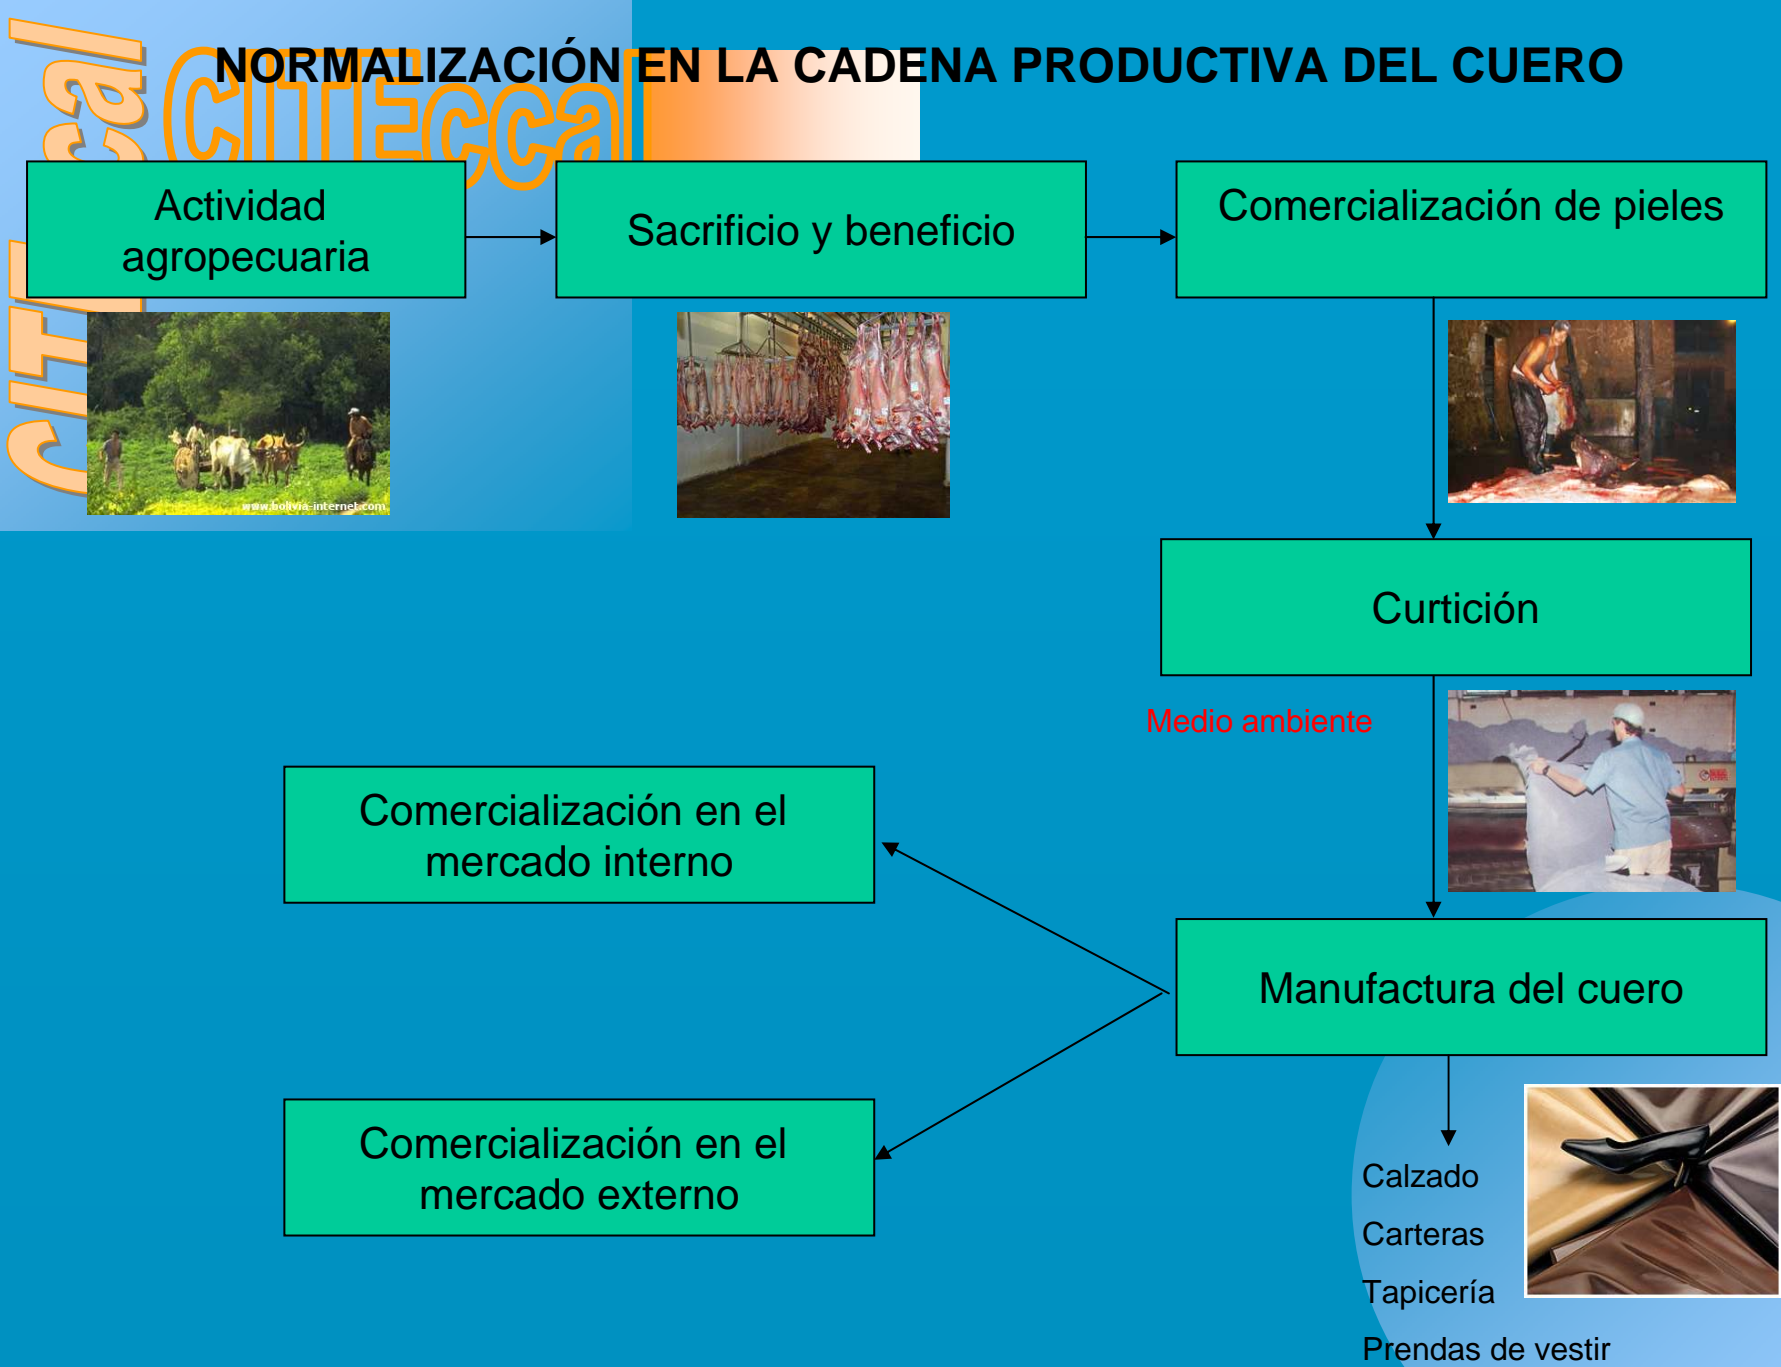 NORMALIZACIÓN EN LA CADENA PRODUCTIVA DEL CUERO
CITEccal
Actividad
agropecuaria
Sacrificio y beneficio
Comercialización de pieles
www.bolivia-internet.com
Curtición
Medio ambiente
Comercialización en el
mercado interno
Manufactura del cuero
Comercialización en el
mercado externo
Calzado
Carteras
Tapicería
Prendas de vestir